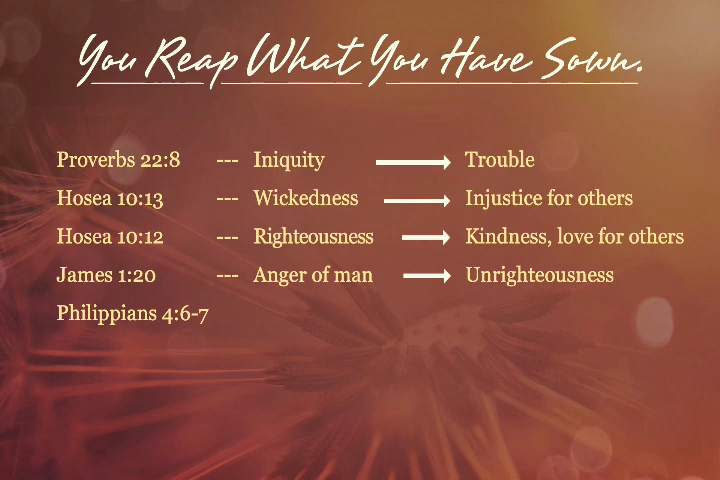 You Reap What You Have Sown.
Proverbs 22:8 --- Iniquity → Trouble
Hosea 10:13 --- Wickedness → Injustice for others
Hosea 10:12 --- Righteousness → Kindness, love for others
James 1:20 --- Anger of man → Unrighteousness
Philippians 4:6-7